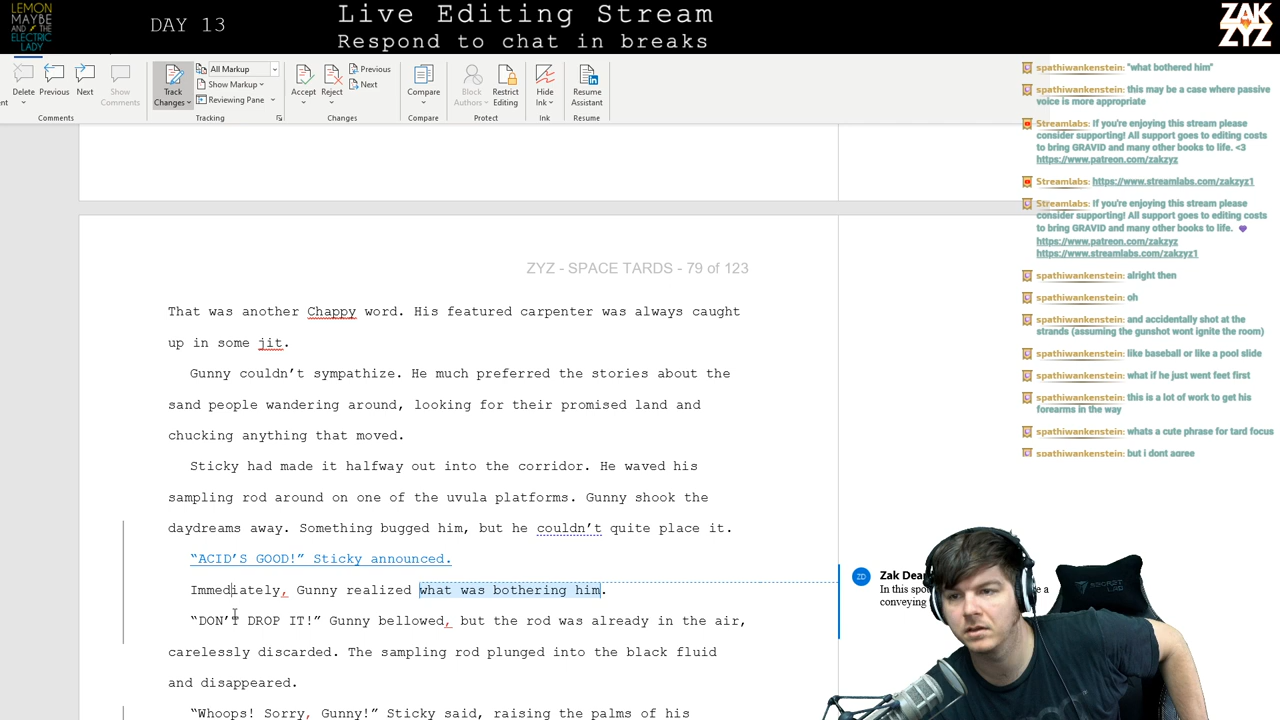 LEMON
MAYBE
AND THE
ELECTRIC
LADY
DAY 13
Live Editing Stream
Respond to chat in breaks
ZAK
ZYZ
Delete
Previous
Next
Show
Comments
Comments
Track
Changes
All Markup
Show Markup
Reviewing Pane
Tracking
Accept
Reject
Previous
Next
Changes
Compare
Compare
Block
Authors
Restrict
Editing
Protect
Hide
Ink
Ink
Resume
Assistant
Resume
ZYZ - SPACE TARDS - 79 of 123
That was another Chappy word. His featured carpenter was always caught
up in some jit.
Gunny couldn't sympathize. He much preferred the stories about the
sand people wandering around, looking for their promised land and
chucking anything that moved.
Sticky had made it halfway out into the corridor. He waved his
sampling rod around on one of the uvula platforms. Gunny shook the
daydreams away. Something bugged him, but he couldn't quite place it.
“ACID'S GOOD!” Sticky announced.
Immediately, Gunny realized what was bothering him.
“DON'T DROP IT!” Gunny bellowed, but the rod was already in the air,
carelessly discarded. The sampling rod plunged into the black fluid
and disappeared.
“Whoops! Sorry, Gunny!” Sticky said, raising the palms of his
ZD
Zak Dea
In this spo
conveying
spathiwankenstein: "what bothered him"
spathiwankenstein: this may be a case where passive
voice is more appropriate
Streamlabs: If you're enjoying this stream please
consider supporting! All support goes to editing costs
to bring GRAVID and many other books to life. <3
https://www.patreon.com/zakzyz
Streamlabs: https://www.streamlabs.com/zakzyz1
Streamlabs: If you're enjoying this stream please
consider supporting! All support goes to editing costs
to bring GRAVID and many other books to life. 💜
https://www.patreon.com/zakzyz
https://www.streamlabs.com/zakzyz1
spathiwankenstein: alright then
spathiwankenstein: oh
spathiwankenstein: and accidentally shot at the
strands (assuming the gunshot wont ignite the room)
spathiwankenstein: like baseball or like a pool slide
spathiwankenstein: what if he just went feet first
spathiwankenstein: this is a lot of work to get his
forearms in the way
spathiwankenstein: whats a cute phrase for tard focus
spathiwankenstein: but i dont agree